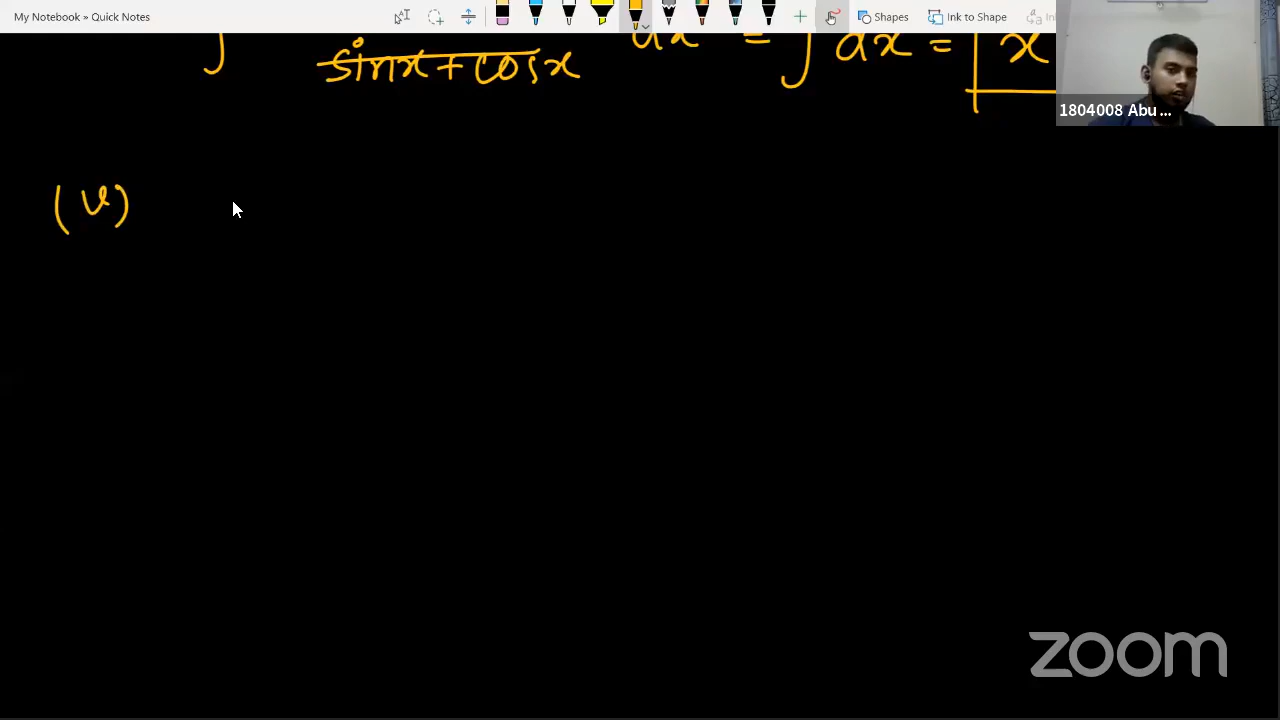 My Notebook » Quick Notes
Shapes
Ink to Shape
∫ sinx + cosx dx = ∫ dx = x
1804008 Abu ...
(v)
zoom